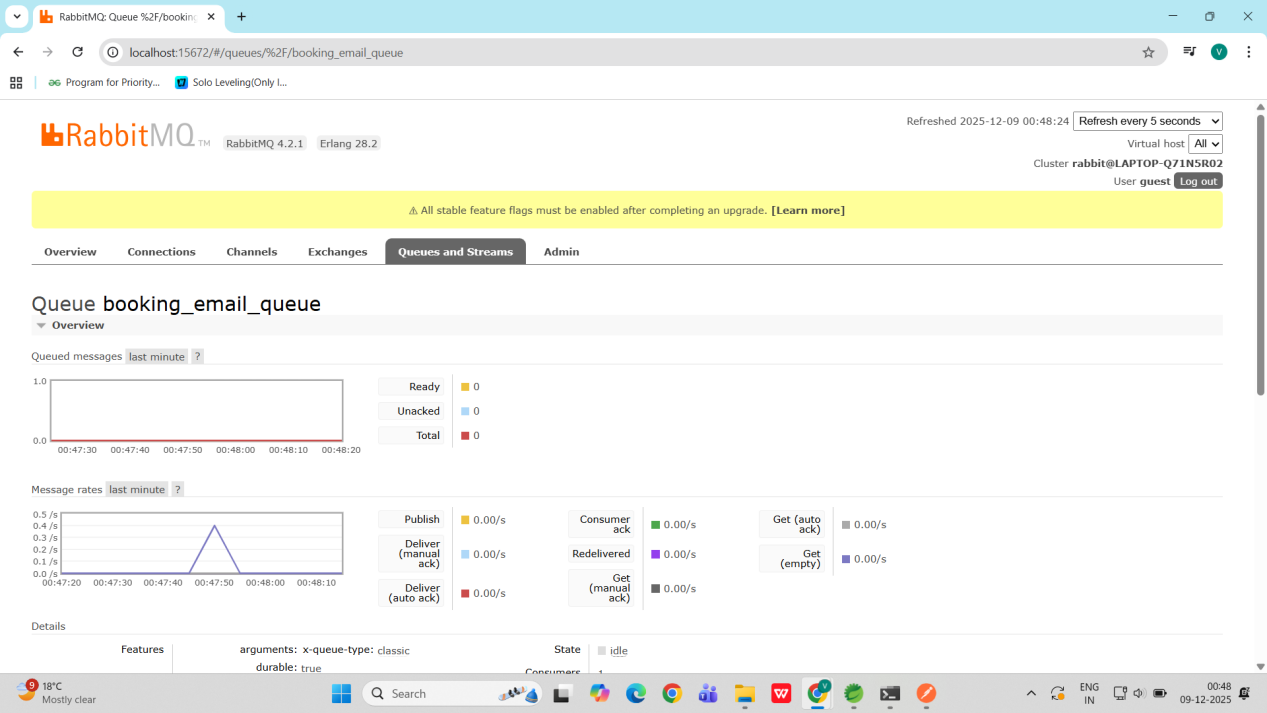 RabbitMQ: Queue %2F/booking
localhost:15672/#/queues/%2F/booking_email_queue
V
Program for Priority...
Solo Leveling(Only I...
RabbitMQ TM RabbitMQ 4.2.1 Erlang 28.2
Refreshed 2025-12-09 00:48:24 Refresh every 5 seconds
Virtual host All
Cluster rabbit@LAPTOP-Q71N5R02
User guest Log out
⚠ All stable feature flags must be enabled after completing an upgrade. [Learn more]
Overview Connections Channels Exchanges Queues and Streams Admin
Queue booking_email_queue
Overview
Queued messages last minute ?
1.0
0.0
00:47:30 00:47:40 00:47:50 00:48:00 00:48:10 00:48:20
Ready 0
Unacked 0
Total 0
Message rates last minute ?
0.5 /s
0.4 /s
0.3 /s
0.2 /s
0.1 /s
0.0 /s
00:47:20 00:47:30 00:47:40 00:47:50 00:48:00 00:48:10
Publish 0.00/s
Deliver
(manual
ack)
0.00/s
Deliver
(auto ack)
0.00/s
Consumer
ack
0.00/s
Redelivered 0.00/s
Get
(manual
ack)
0.00/s
Get (auto
ack)
0.00/s
Get
(empty)
0.00/s
Details
Features arguments: x-queue-type: classic
durable: true
State idle
Consumers 1
9
18°C
Mostly clear
Search
V
ENG
IN
00:48
09-12-2025